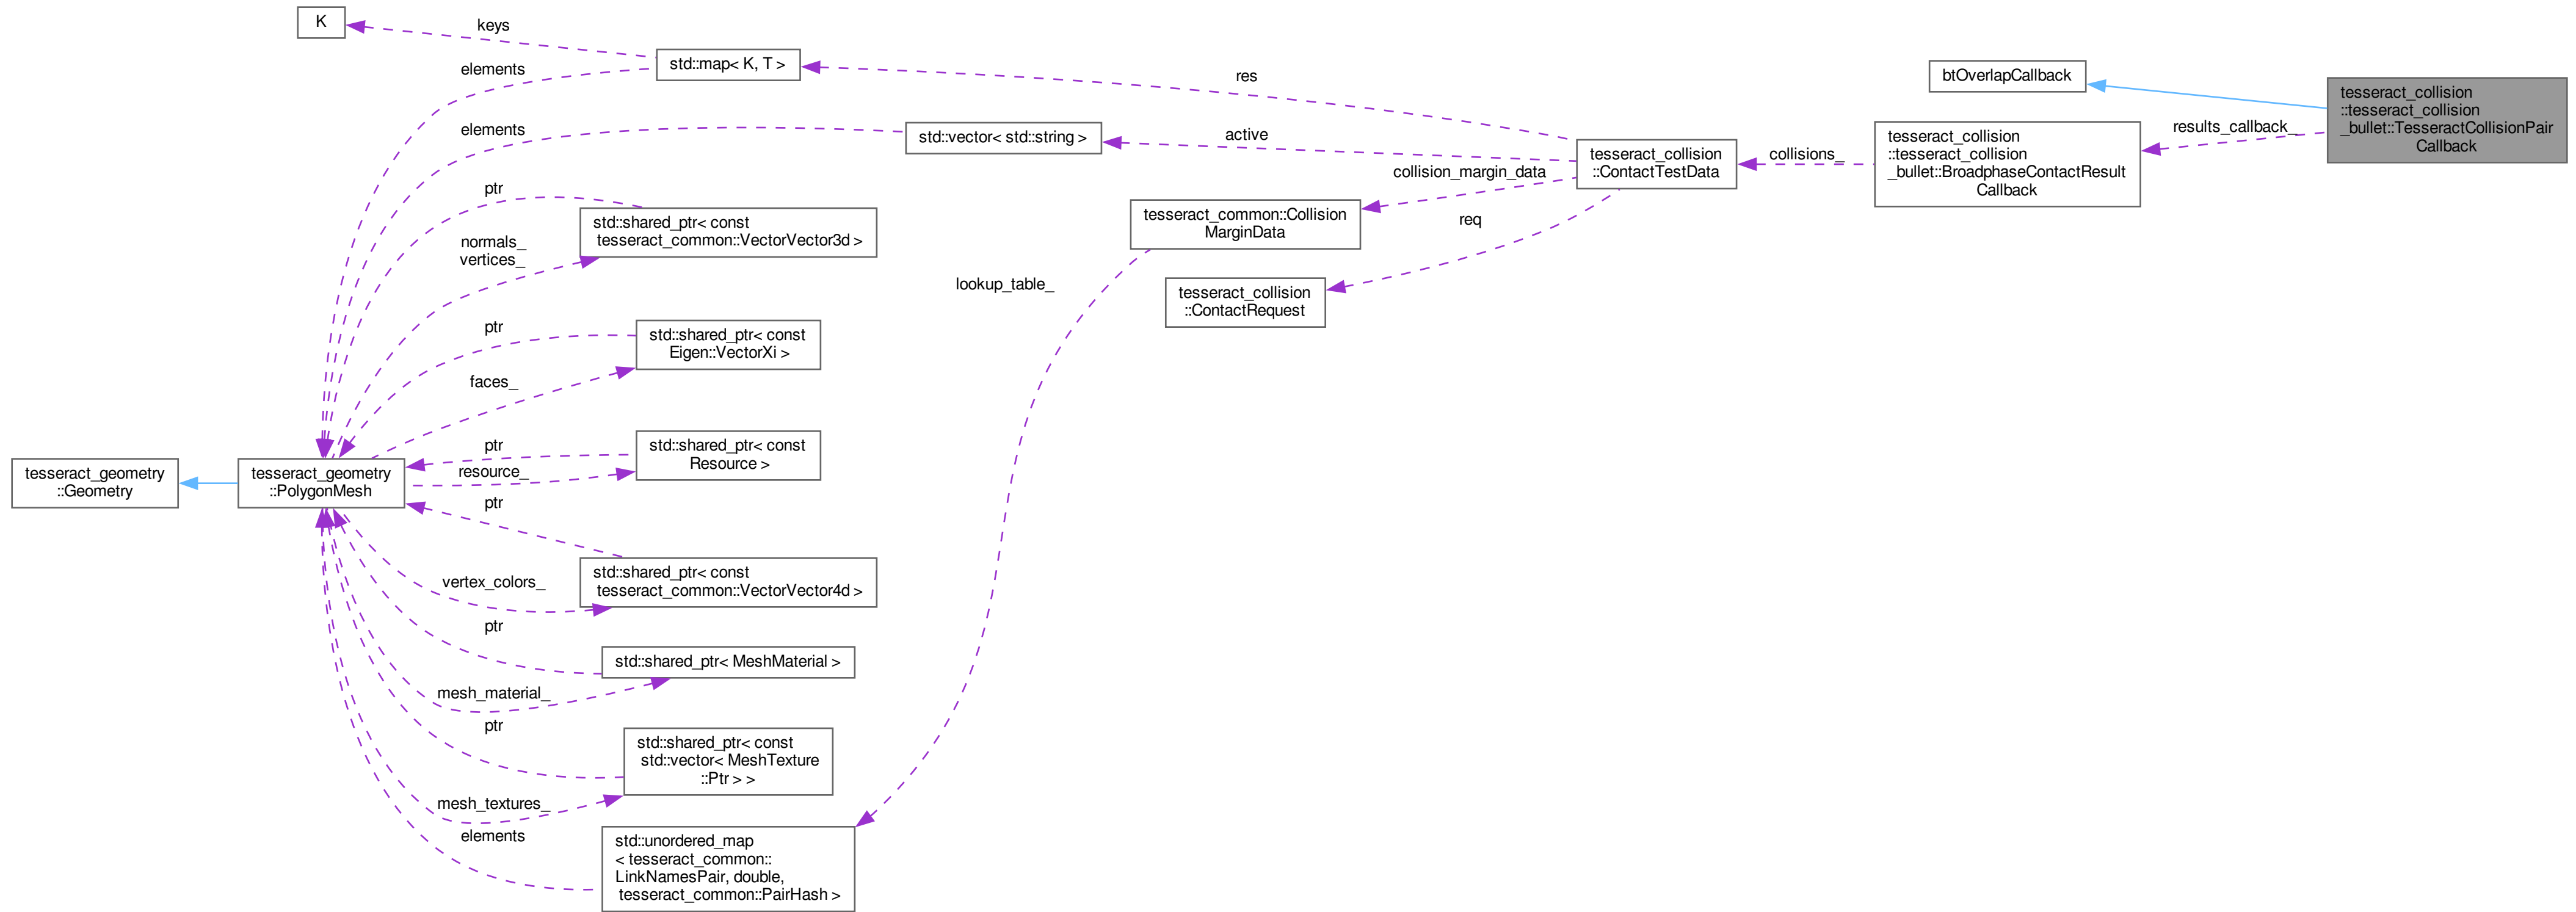 K
keys
std::map< K, T >
elements
res
btOverlapCallback
tesseract_collision
::tesseract_collision
_bullet::TesseractCollisionPair
Callback
results_callback_
tesseract_collision
::tesseract_collision
_bullet::BroadphaseContactResult
Callback
collisions_
tesseract_collision
::ContactTestData
active
std::vector< std::string >
elements
collision_margin_data
tesseract_common::Collision
MarginData
req
tesseract_collision
::ContactRequest
lookup_table_
ptr
std::shared_ptr< const
tesseract_common::VectorVector3d >
normals_
vertices_
ptr
std::shared_ptr< const
Eigen::VectorXi >
faces_
ptr
std::shared_ptr< const
Resource >
resource_
tesseract_geometry
::Geometry
tesseract_geometry
::PolygonMesh
ptr
std::shared_ptr< const
tesseract_common::VectorVector4d >
vertex_colors_
ptr
std::shared_ptr< MeshMaterial >
mesh_material_
ptr
std::shared_ptr< const
std::vector< MeshTexture
::Ptr > >
mesh_textures_
elements
std::unordered_map
< tesseract_common::
LinkNamesPair, double,
tesseract_common::PairHash >